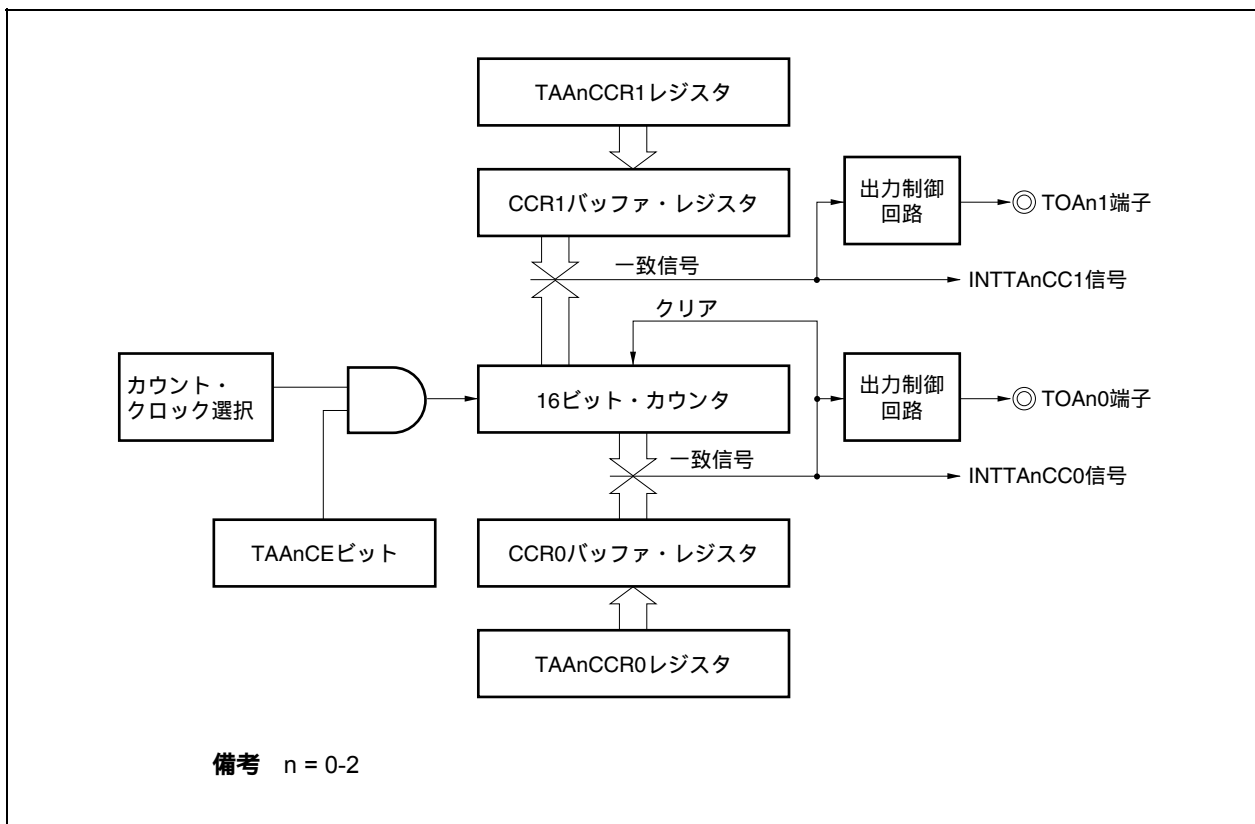 TAAnCCR1レジスタ
CCR1バッファ・レジスタ
出力制御
回路
TOAn1端子
一致信号
INTTAnCC1信号
クリア
カウント・
クロック選択
16ビット・カウンタ
出力制御
回路
TOAn0端子
一致信号
INTTAnCC0信号
TAAnCEビット
CCR0バッファ・レジスタ
TAAnCCR0レジスタ
備考 n = 0-2